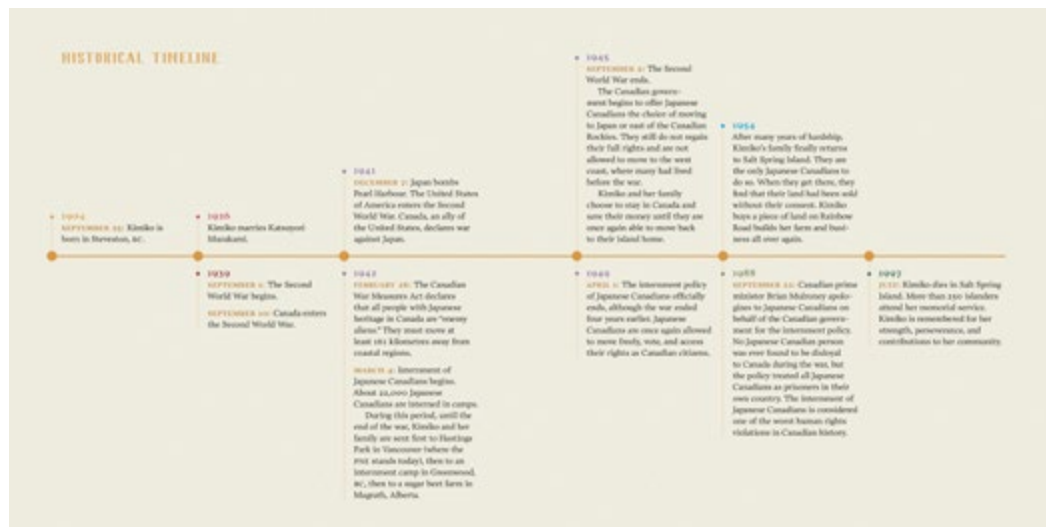 HISTORICAL TIMELINE
1904
SEPTEMBER 25: Kimiko is
born in Steveston, BC.
1926
Kimiko marries Katsuyori
Murakami.
1939
SEPTEMBER 1: The Second
World War begins.
SEPTEMBER 10: Canada enters
the Second World War.
1941
DECEMBER 7: Japan bombs
Pearl Harbour. The United States
of America enters the Second
World War. Canada, an ally of
the United States, declares war
against Japan.
1942
FEBRUARY 26: The Canadian
War Measures Act declares
that all people with Japanese
heritage in Canada are "enemy
aliens." They must move at
least 161 kilometres away from
coastal regions.
MARCH 4: Internment of
Japanese Canadians begins.
About 22,000 Japanese
Canadians are interned in camps.
During this period, until the
end of the war, Kimiko and her
family are sent first to Hastings
Park in Vancouver (where the
PNE stands today), then to an
internment camp in Greenwood,
BC, then to a sugar beet farm in
Magrath, Alberta.
1945
SEPTEMBER 2: The Second
World War ends.
The Canadian govern-
ment begins to offer Japanese
Canadians the choice of moving
to Japan or east of the Canadian
Rockies. They still do not regain
their full rights and are not
allowed to move to the west
coast, where many had lived
before the war.
Kimiko and her family
choose to stay in Canada and
save their money until they are
once again able to move back
to their island home.
1949
APRIL 1: The internment policy
of Japanese Canadians officially
ends, although the war ended
four years earlier. Japanese
Canadians are once again allowed
to move freely, vote, and access
their rights as Canadian citizens.
1954
After many years of hardship,
Kimiko's family finally returns
to Salt Spring Island. They are
the only Japanese Canadians to
do so. When they get there, they
find that their land had been sold
without their consent. Kimiko
buys a piece of land on Rainbow
Road builds her farm and busi-
ness all over again.
1988
SEPTEMBER 22: Canadian prime
minister Brian Mulroney apolo-
gizes to Japanese Canadians on
behalf of the Canadian govern-
ment for the internment policy.
No Japanese Canadian person
was ever found to be disloyal
to Canada during the war, but
the policy treated all Japanese
Canadians as prisoners in their
own country. The internment of
Japanese Canadians is considered
one of the worst human rights
violations in Canadian history.
1997
JULY: Kimiko dies in Salt Spring
Island. More than 250 islanders
attend her memorial service.
Kimiko is remembered for her
strength, perseverance, and
contributions to her community.